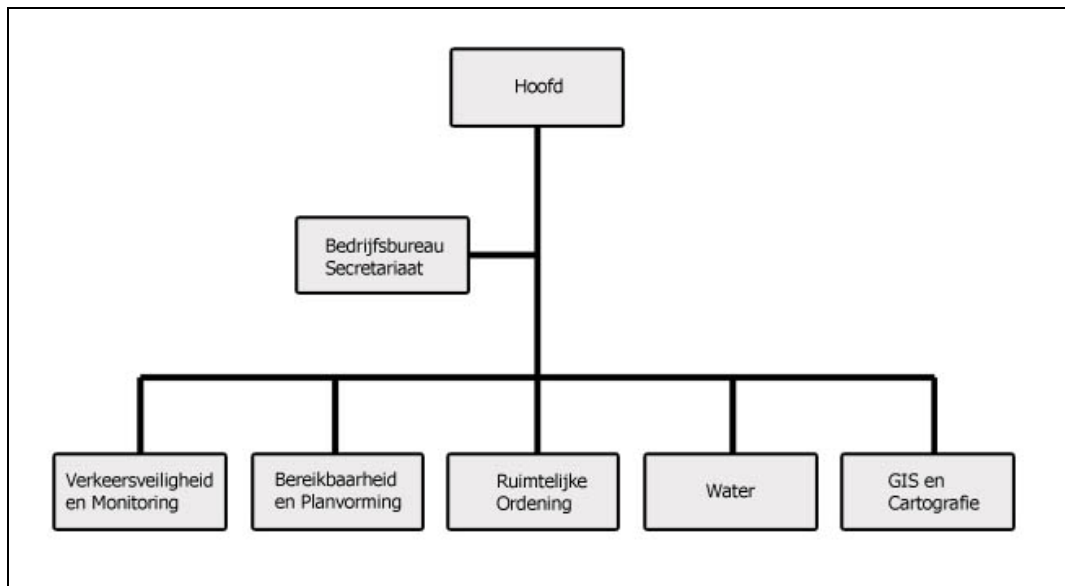 Hoofd
Bedrijfsbureau
Secretariaat
Verkeersveiligheid
en Monitoring
Bereikbaarheid
en Planvorming
Ruimtelijke
Ordening
Water
GIS en
Cartografie